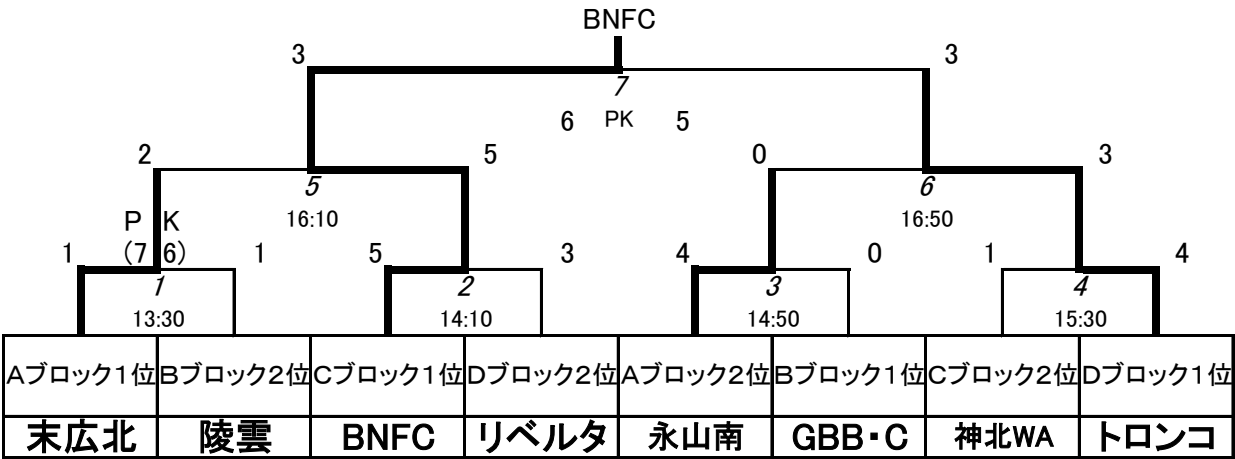 BNFC
3 3
7
6 PK 5
2 5 0 3
5 6
16:10 16:50
P K
1 (7 6) 1 5 3 4 0 1 4
1 2 3 4
13:30 14:10 14:50 15:30
Aブロック1位 Bブロック2位 Cブロック1位 Dブロック2位 Aブロック2位 Bブロック1位 Cブロック2位 Dブロック1位
末広北 陵雲 BNFC リベルタ 永山南 GBB・C 神北WA トロンコ